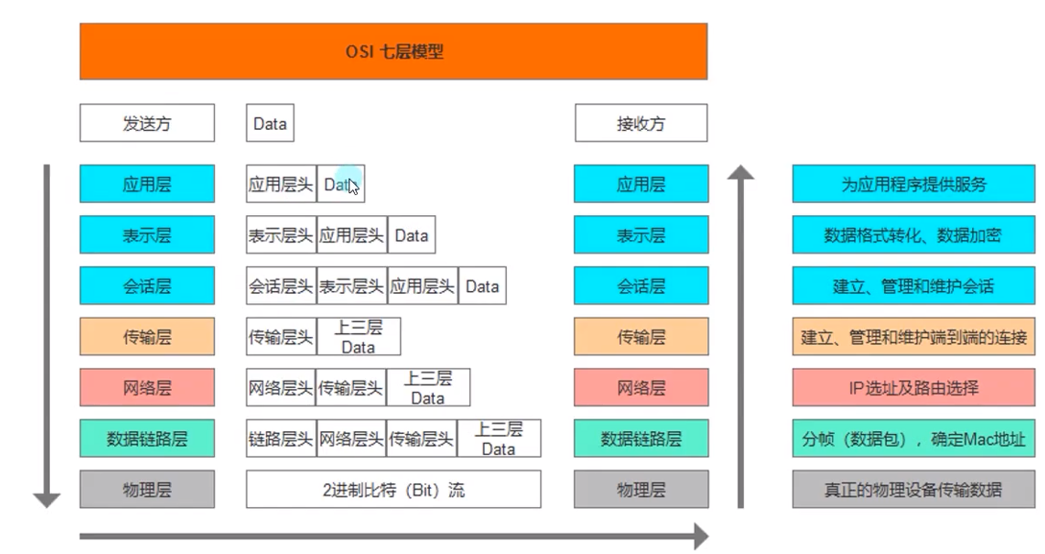 OSI 七层模型
发送方 Data 接收方
应用层 应用层头 Data 应用层 为应用程序提供服务
表示层 表示层头 应用层头 Data 表示层 数据格式转化、数据加密
会话层 会话层头 表示层头 应用层头 Data 会话层 建立、管理和维护会话
传输层 传输层头 上三层 Data 传输层 建立、管理和维护端到端的连接
网络层 网络层头 传输层头 上三层 Data 网络层 IP选址及路由选择
数据链路层 链路层头 网络层头 传输层头 上三层 Data 数据链路层 分帧（数据包），确定Mac地址
物理层 2进制比特（Bit）流 物理层 真正的物理设备传输数据